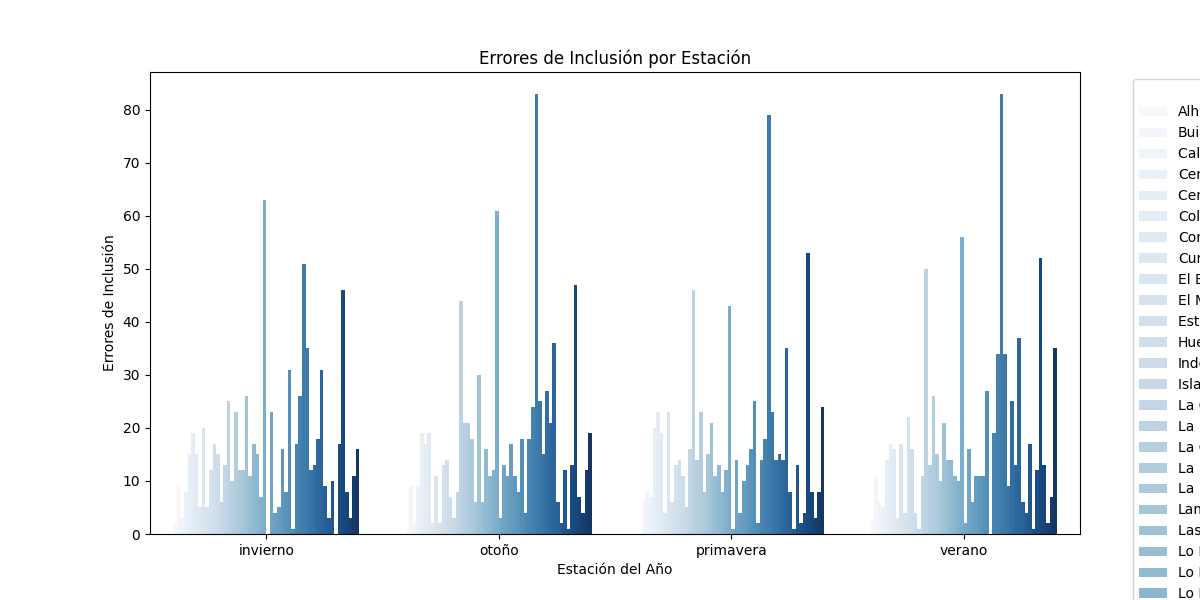 Errores de Inclusión por Estación
Errores de Inclusión
80
70
60
50
40
30
20
10
0
invierno
otoño
primavera
verano
Estación del Año
Alh
Bui
Cal
Cer
Cer
Col
Con
Cur
El
El
Est
Hue
Ind
Isla
La
La
La
La
La
Lam
Las
Lo
Lo
Lo